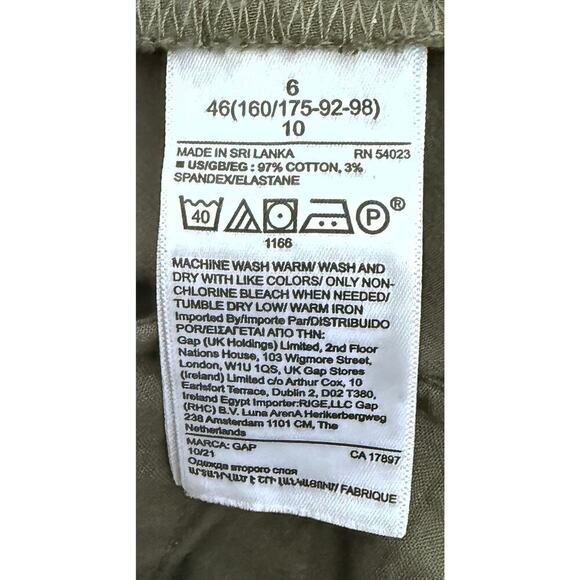 6
46(160/175-92-98)
10
MADE IN SRI LANKA RN 54023
■ US/GB/EG : 97% COTTON, 3%
SPANDEX/ELASTANE
40 P ®
1166
MACHINE WASH WARM/ WASH AND
DRY WITH LIKE COLORS/ ONLY NON-
CHLORINE BLEACH WHEN NEEDED/
TUMBLE DRY LOW/ WARM IRON
Imported By/Importe Par/DISTRIBUIDO
POR/ΕΙΣΑΓΕΤΑΙ ΑΠΟ ΤΗΝ:
Gap (UK Holdings) Limited, 2nd Floor
Nations House, 103 Wigmore Street,
London, W1U 1QS, UK Gap Stores
(Ireland) Limited c/o Arthur Cox, 10
Earlsfort Terrace, Dublin 2, D02 T380,
Ireland Egypt Importer:RIGE,LLC Gap
(RHC) B.V. Luna ArenA Herikerbergweg
238 Amsterdam 1101 CM, The
Netherlands
MARCA: GAP CA 17897
10/21
Одежда второго слоя
ԱՐՏԱԴՐՎԱԾ Է ՇՐԻ ԼԱՆԿԱՅՈՒՄ/ FABRIQUE